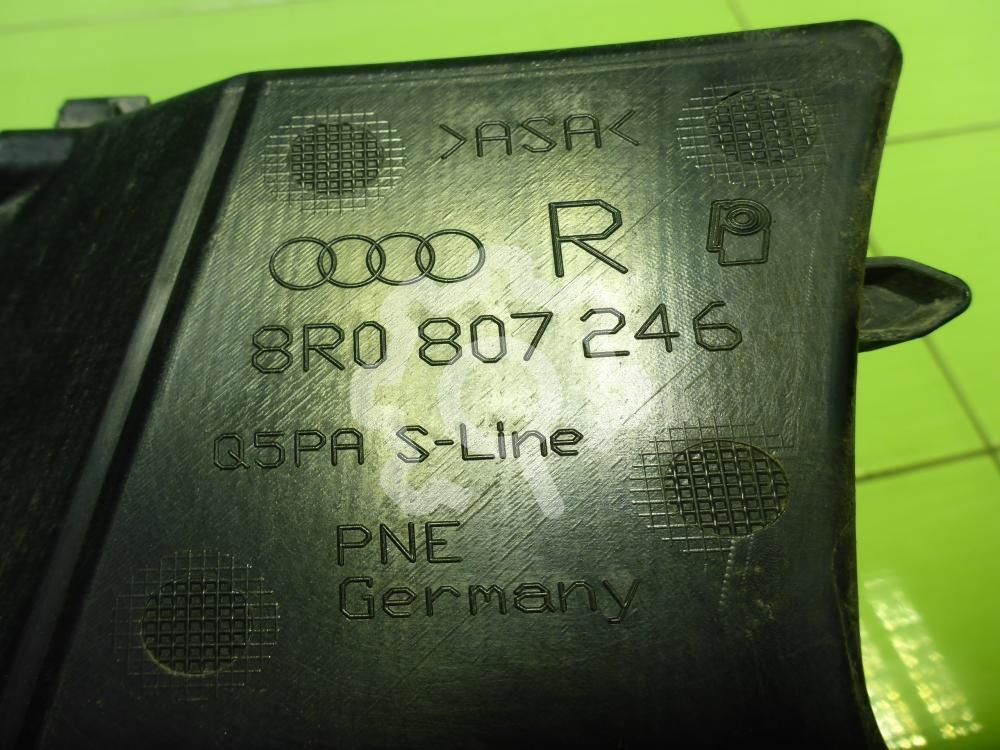 >ASA<
R
8R0 807 246
Q5PA S-Line
PNE
Germany